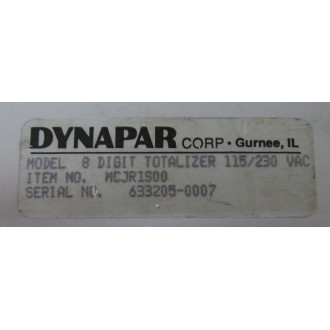 DYNAPAR CORP • Gurnee, IL
MODEL 8 DIGIT TOTALIZER 115/230 VAC
ITEM NO. MCJR1S00
SERIAL NO. 633205-0007